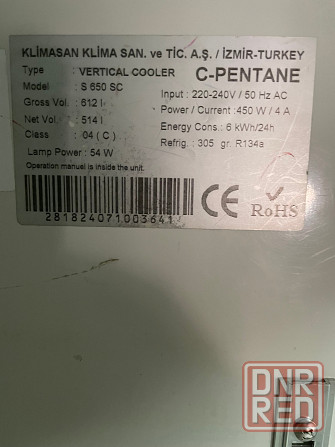 KLİMASAN KLİMA SAN. ve TİC. A.Ş. / İZMİR-TURKEY
Type : VERTICAL COOLER C-PENTANE
Model : S 650 SC
Input : 220-240V / 50 Hz AC
Gross Vol. : 612 l
Power / Current : 450 W / 4 A
Net Vol. : 514 l
Energy Cons.: 6 kWh/24h
Class : 04 ( C )
Refrig. : 305 gr. R134a
Lamp Power : 54 W
Operation manuel is inside the unit.
281824071003641
CE
RoHS
DNR
RED